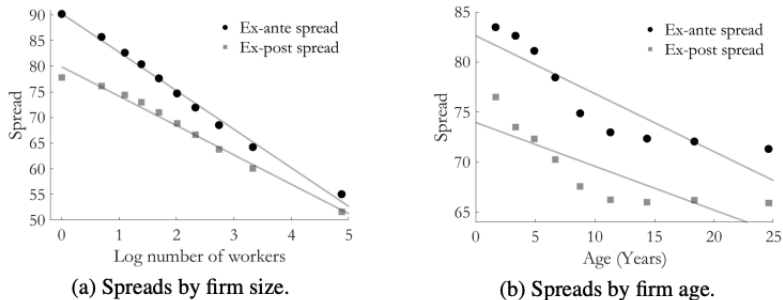 90
85
80
75
70
65
60
55
50
Spread
Ex-ante spread
Ex-post spread
0 1 2 3 4 5
Log number of workers
(a) Spreads by firm size.
85
80
75
70
65
Spread
Ex-ante spread
Ex-post spread
0 5 10 15 20 25
Age (Years)
(b) Spreads by firm age.